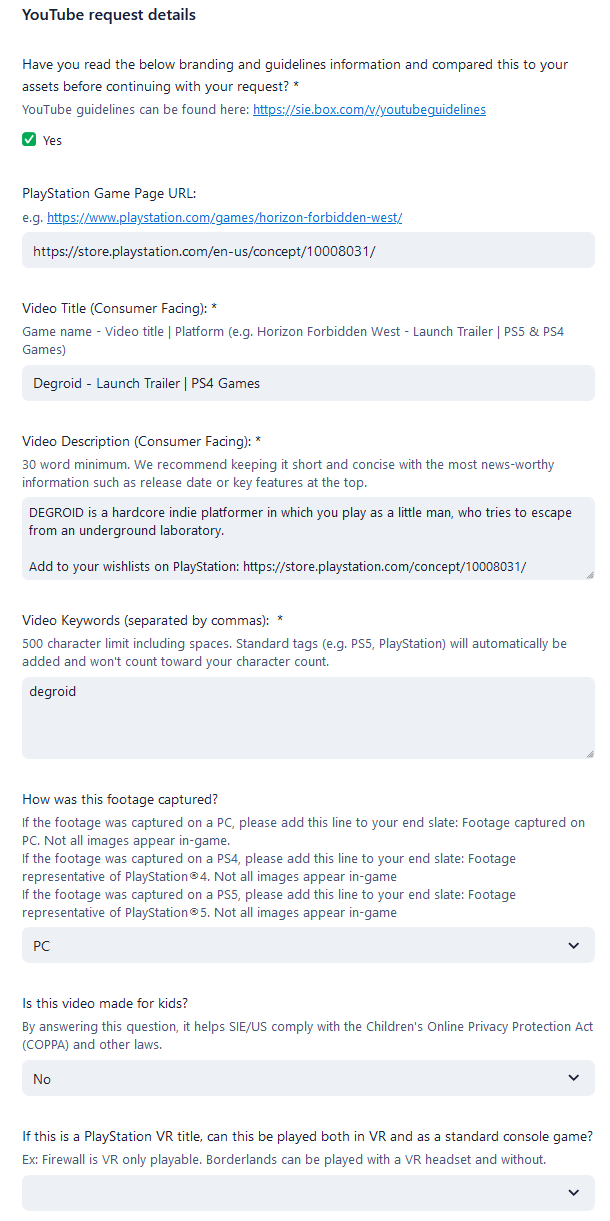 YouTube request details
Have you read the below branding and guidelines information and compared this to your
assets before continuing with your request? *
YouTube guidelines can be found here: https://sie.box.com/v/youtubeguidelines
Yes
PlayStation Game Page URL:
e.g. https://www.playstation.com/games/horizon-forbidden-west/
https://store.playstation.com/en-us/concept/10008031/
Video Title (Consumer Facing): *
Game name - Video title | Platform (e.g. Horizon Forbidden West - Launch Trailer | PS5 & PS4
Games)
Degroid - Launch Trailer | PS4 Games
Video Description (Consumer Facing): *
30 word minimum. We recommend keeping it short and concise with the most news-worthy
information such as release date or key features at the top.
DEGROID is a hardcore indie platformer in which you play as a little man, who tries to escape
from an underground laboratory.
Add to your wishlists on PlayStation: https://store.playstation.com/concept/10008031/
Video Keywords (separated by commas): *
500 character limit including spaces. Standard tags (e.g. PS5, PlayStation) will automatically be
added and won't count toward your character count.
degroid
How was this footage captured?
If the footage was captured on a PC, please add this line to your end slate: Footage captured on
PC. Not all images appear in-game.
If the footage was captured on a PS4, please add this line to your end slate: Footage
representative of PlayStation®4. Not all images appear in-game
If the footage was captured on a PS5, please add this line to your end slate: Footage
representative of PlayStation®5. Not all images appear in-game
PC
Is this video made for kids?
By answering this question, it helps SIE/US comply with the Children's Online Privacy Protection Act
(COPPA) and other laws.
No
If this is a PlayStation VR title, can this be played both in VR and as a standard console game?
Ex: Firewall is VR only playable. Borderlands can be played with a VR headset and without.